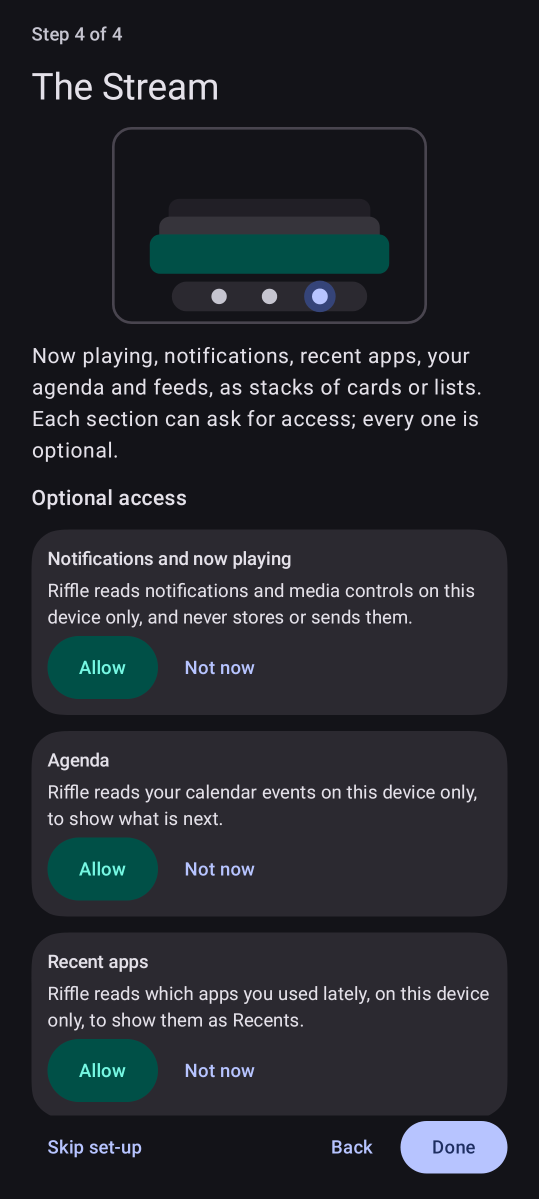 Step 4 of 4
The Stream
Now playing, notifications, recent apps, your
agenda and feeds, as stacks of cards or lists.
Each section can ask for access; every one is
optional.
Optional access
Notifications and now playing
Riffle reads notifications and media controls on this
device only, and never stores or sends them.
Allow Not now
Agenda
Riffle reads your calendar events on this device only,
to show what is next.
Allow Not now
Recent apps
Riffle reads which apps you used lately, on this device
only, to show them as Recents.
Allow Not now
Skip set-up Back Done